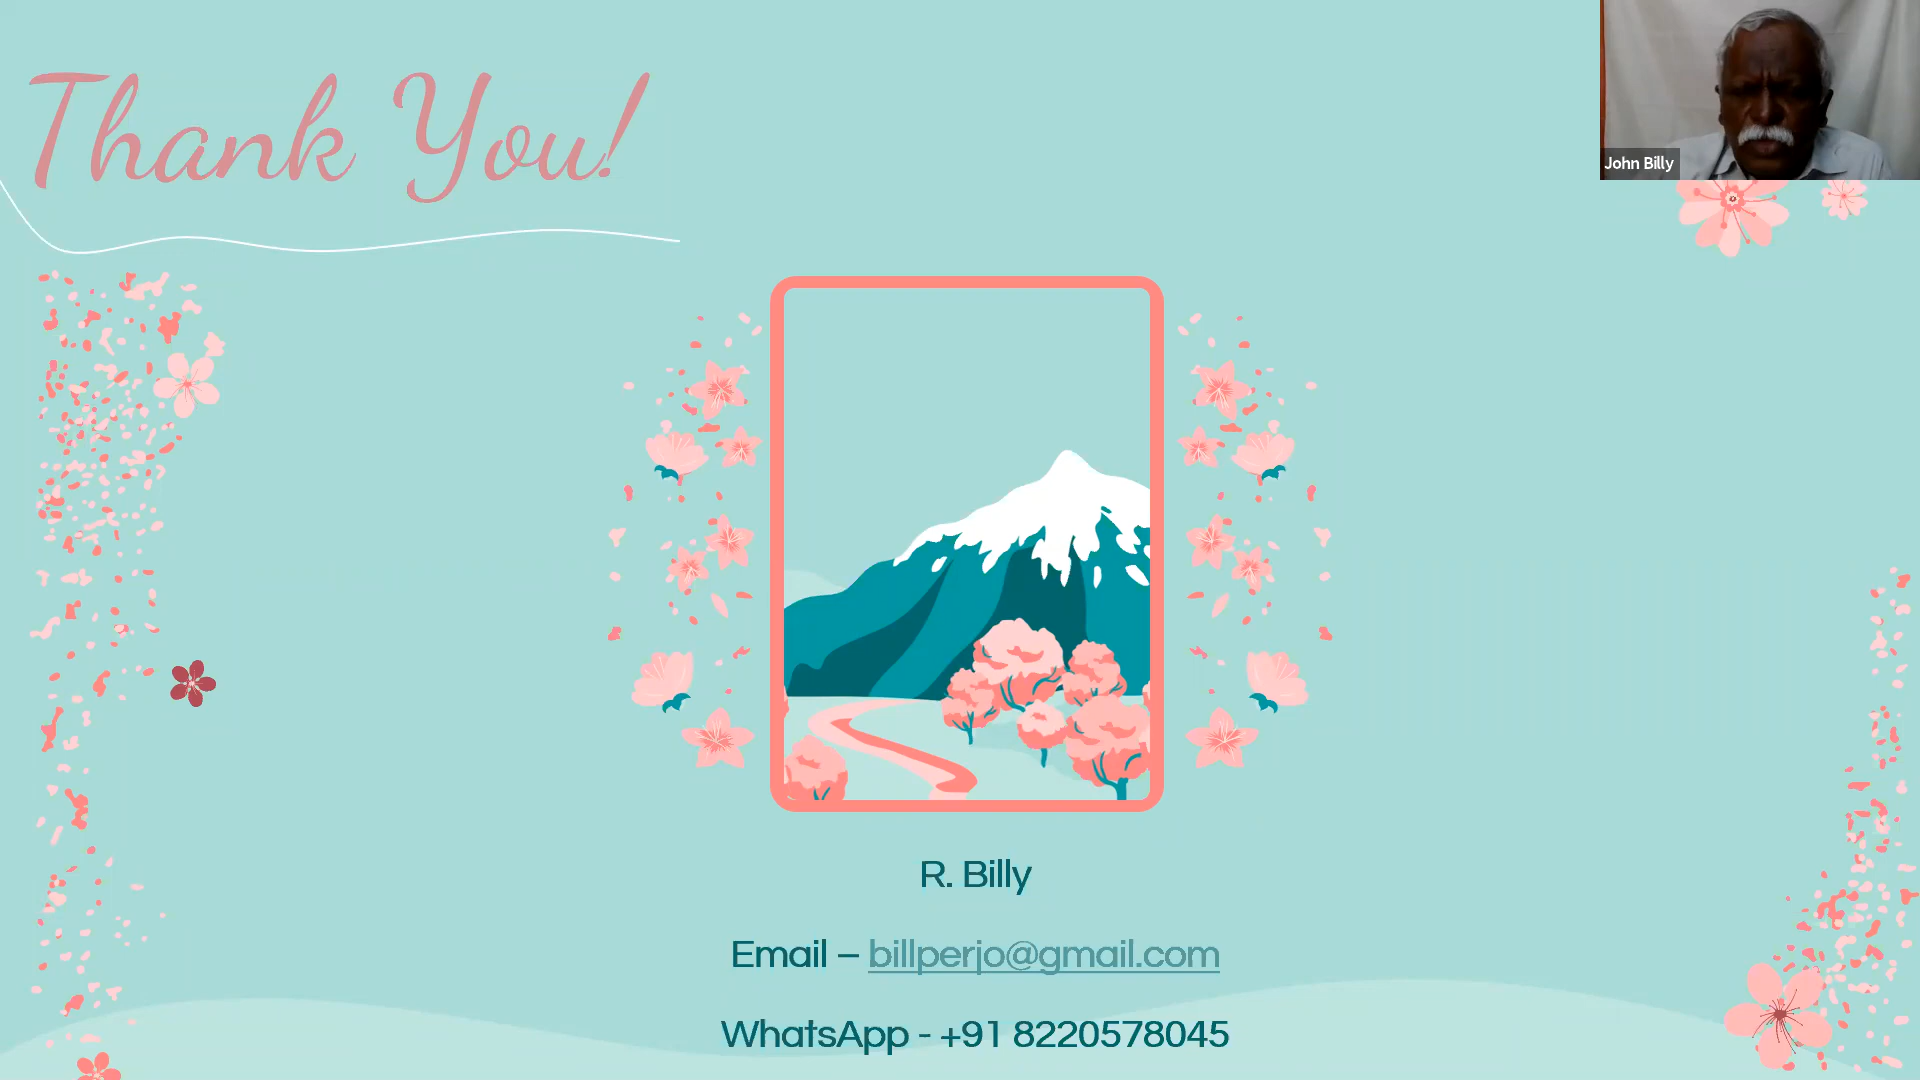 Thank You!
John Billy
R. Billy
Email – billperjo@gmail.com
WhatsApp - +91 8220578045